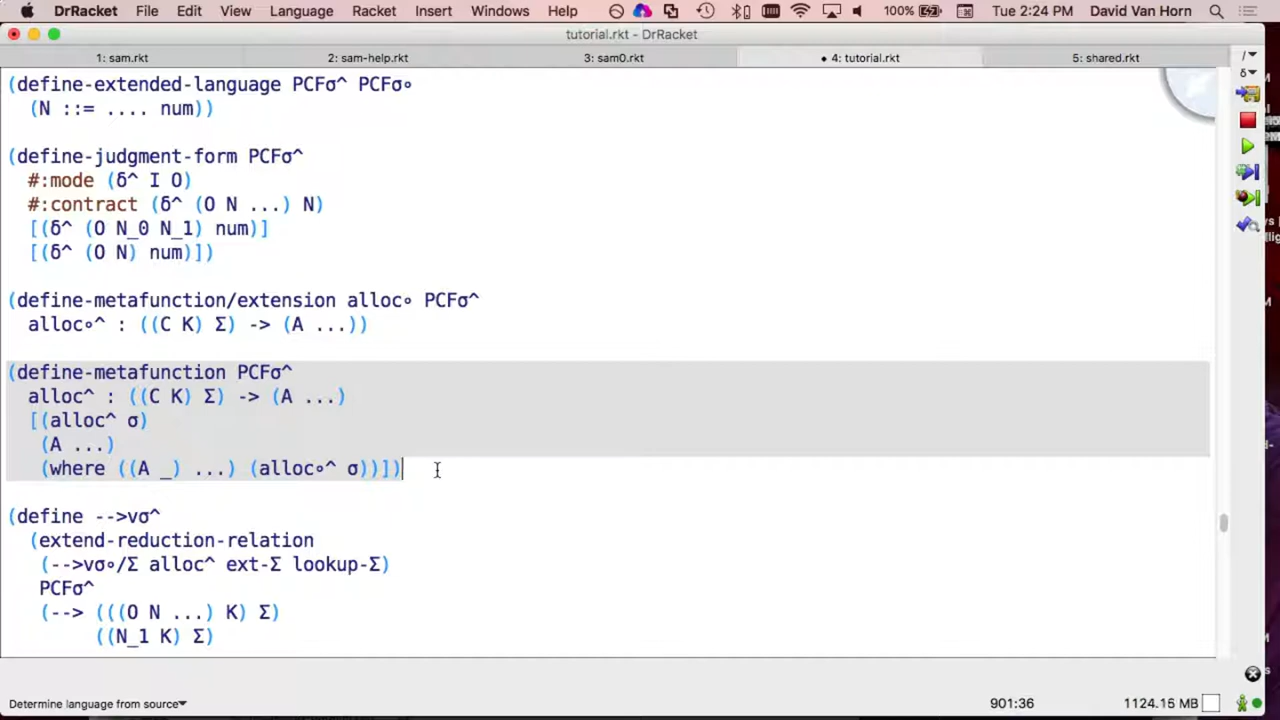 DrRacket File Edit View Language Racket Insert Windows Help 100% Tue 2:24 PM David Van Horn
tutorial.rkt - DrRacket
1: sam.rkt 2: sam-help.rkt 3: sam0.rkt • 4: tutorial.rkt 5: shared.rkt
(define-extended-language PCFσ^ PCFσ∘
(N ::= .... num))
(define-judgment-form PCFσ^
#:mode (δ^ I O)
#:contract (δ^ (O N ...) N)
[(δ^ (O N_0 N_1) num)]
[(δ^ (O N) num)])
(define-metafunction/extension alloc∘ PCFσ^
alloc∘^ : ((C K) Σ) -> (A ...))
(define-metafunction PCFσ^
alloc^ : ((C K) Σ) -> (A ...)
[(alloc^ σ)
(A ...)
(where ((A _) ...) (alloc∘^ σ))])
(define -->vσ^
(extend-reduction-relation
(-->vσ∘/Σ alloc^ ext-Σ lookup-Σ)
PCFσ^
(--> (((O N ...) K) Σ)
((N_1 K) Σ)
Determine language from source 901:36 1124.16 MB